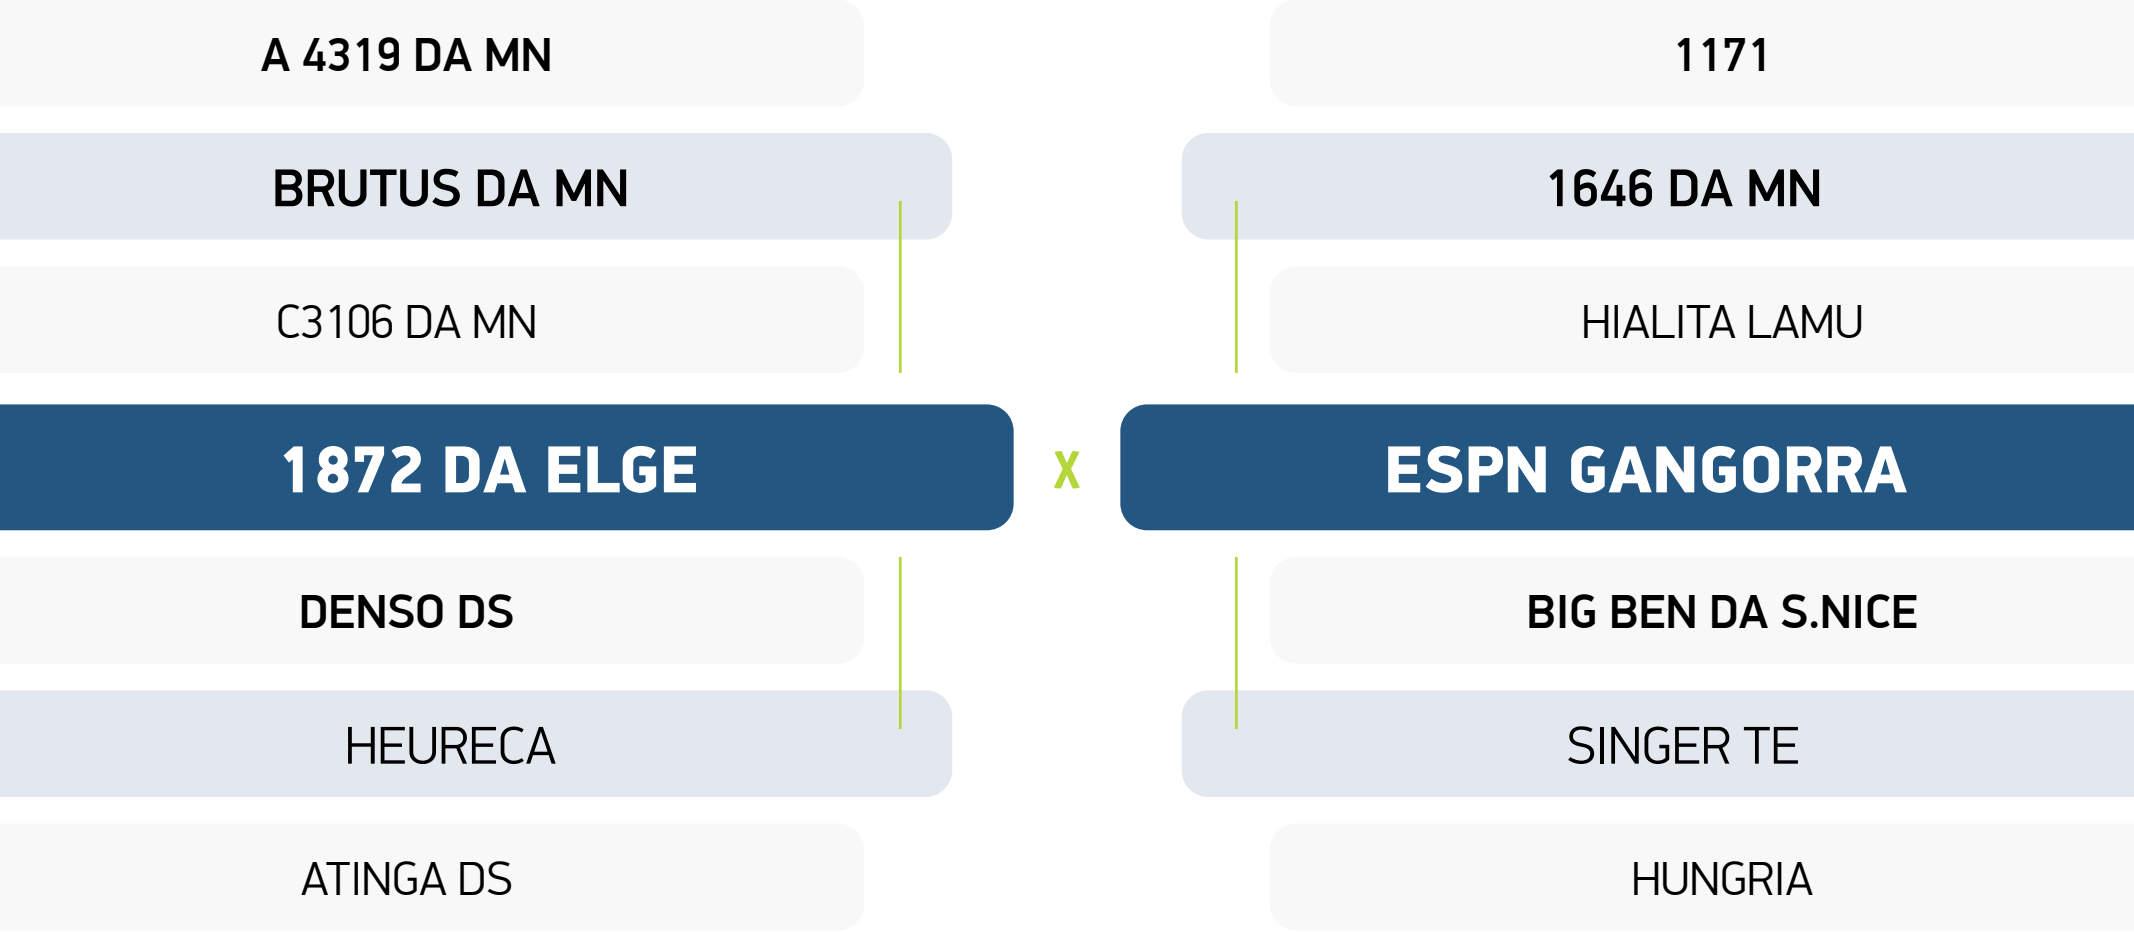 A 4319 DA MN
BRUTUS DA MN
C3106 DA MN
1872 DA ELGE
DENSO DS
HEURECA
ATINGA DS
X
1171
1646 DA MN
HIALITA LAMU
ESPN GANGORRA
BIG BEN DA S.NICE
SINGER TE
HUNGRIA